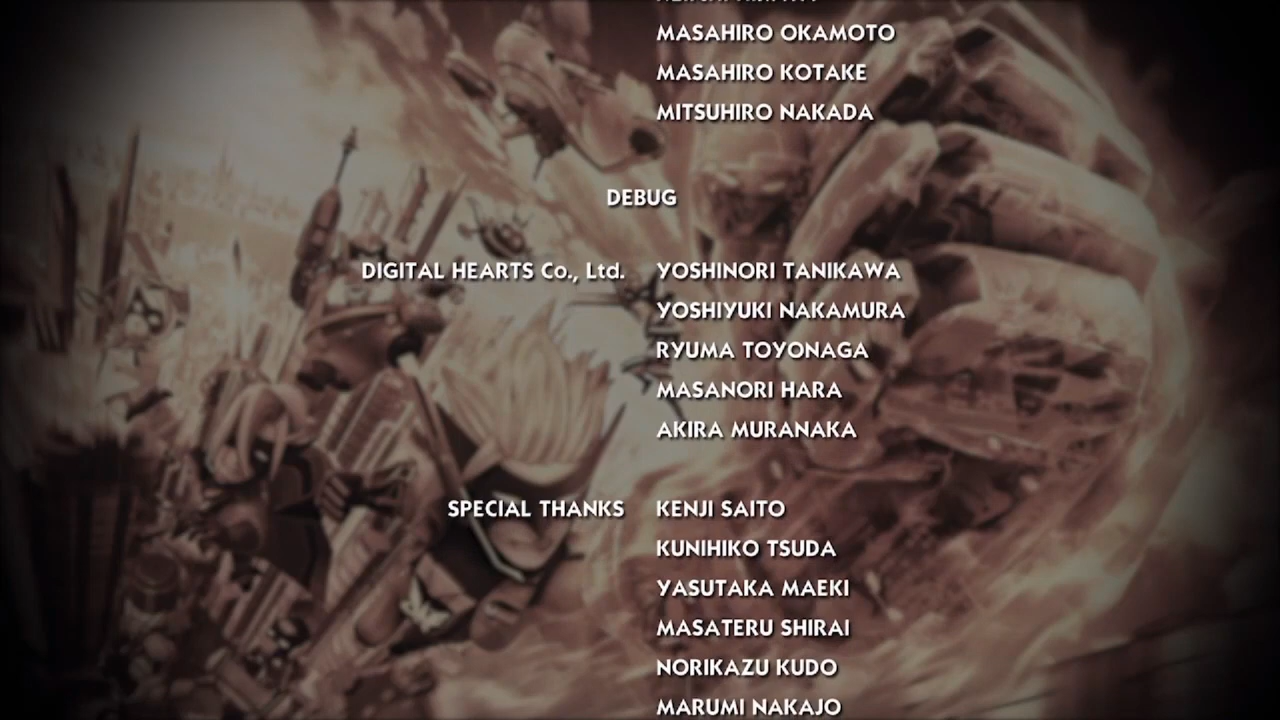 MASAHIRO OKAMOTO
MASAHIRO KOTAKE
MITSUHIRO NAKADA
DEBUG
DIGITAL HEARTS Co., Ltd. YOSHINORI TANIKAWA
YOSHIYUKI NAKAMURA
RYUMA TOYONAGA
MASANORI HARA
AKIRA MURANAKA
SPECIAL THANKS KENJI SAITO
KUNIHIKO TSUDA
YASUTAKA MAEKI
MASATERU SHIRAI
NORIKAZU KUDO
MARUMI NAKAJO